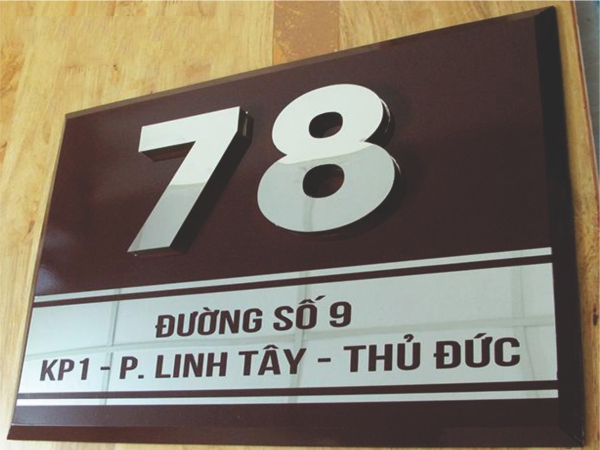 78
ĐƯỜNG SỐ 9
KP1 - P. LINH TÂY - THỦ ĐỨC